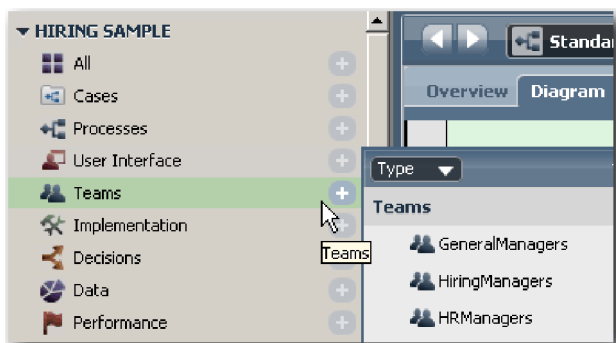 HIRING SAMPLE
All
Cases
Processes
User Interface
Teams
Implementation
Decisions
Data
Performance
Teams
Overview Diagram
Type
Teams
GeneralManagers
HiringManagers
HRManagers